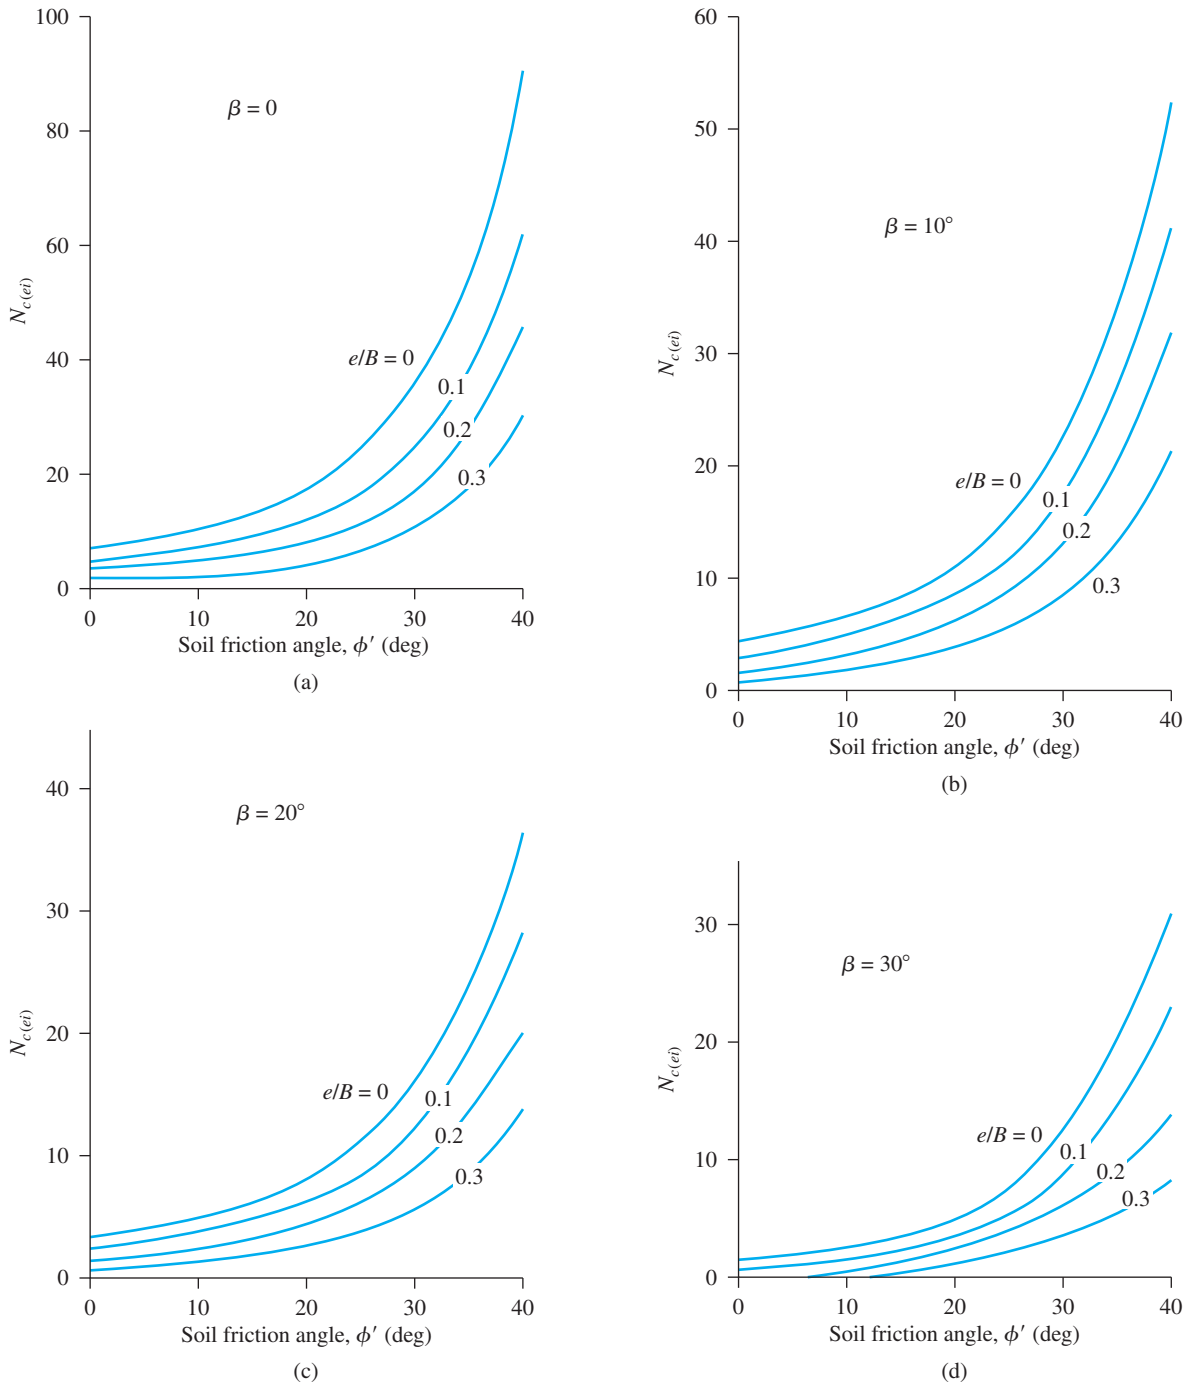 100
80
60
40
20
0
N_{c(ei)}
β = 0
e/B = 0
0.1
0.2
0.3
0 10 20 30 40
Soil friction angle, ϕ′ (deg)
(a)
60
50
40
30
20
10
0
N_{c(ei)}
β = 10°
e/B = 0
0.1
0.2
0.3
0 10 20 30 40
Soil friction angle, ϕ′ (deg)
(b)
40
30
20
10
0
N_{c(ei)}
β = 20°
e/B = 0
0.1
0.2
0.3
0 10 20 30 40
Soil friction angle, ϕ′ (deg)
(c)
30
20
10
0
N_{c(ei)}
β = 30°
e/B = 0
0.1
0.2
0.3
0 10 20 30 40
Soil friction angle, ϕ′ (deg)
(d)